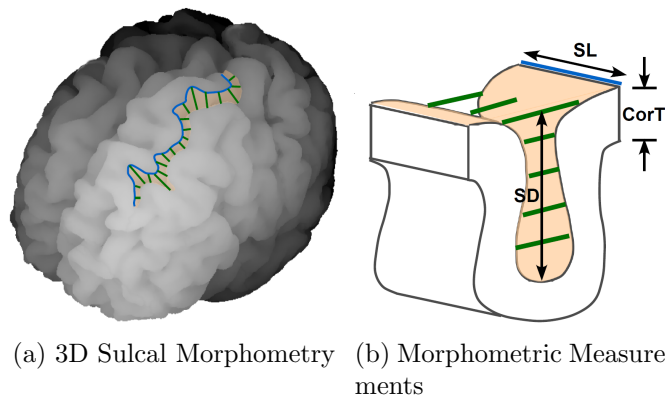 SL
CorT
SD
(a) 3D Sulcal Morphometry
(b) Morphometric Measure
ments